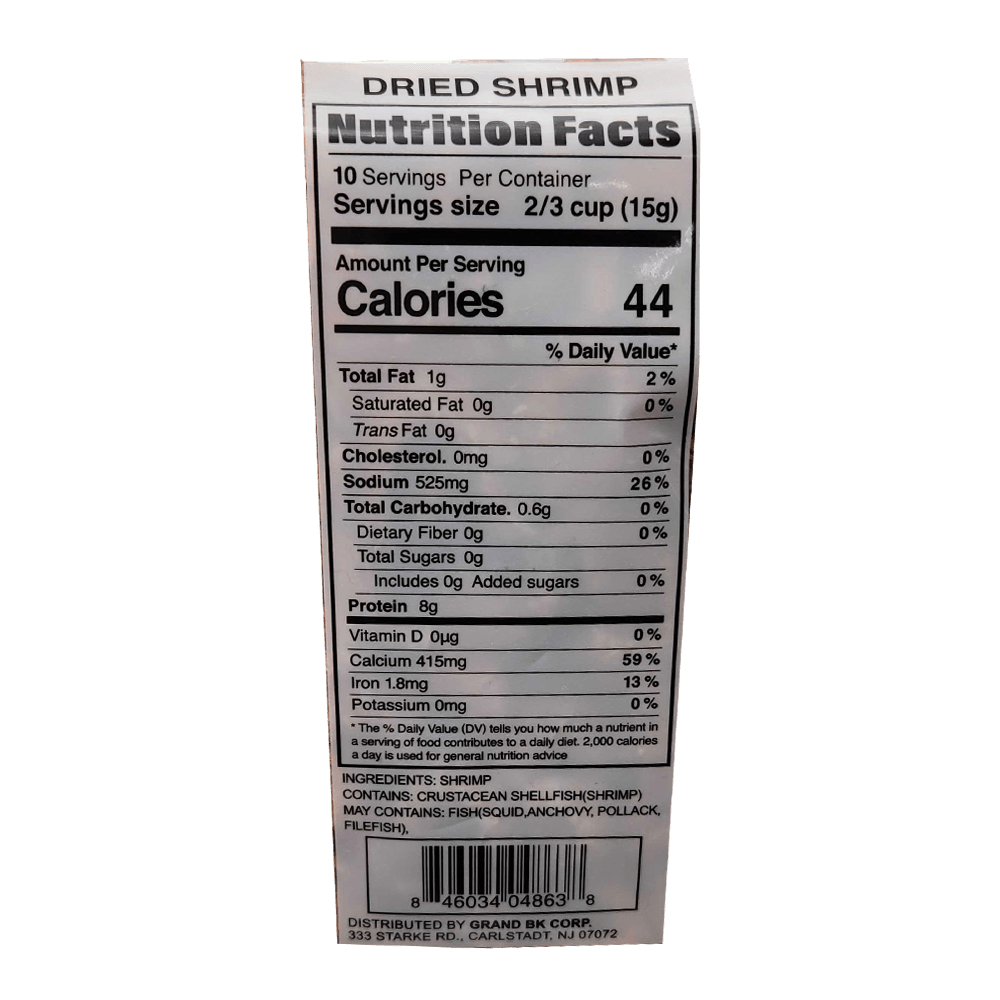 DRIED SHRIMP
Nutrition Facts
10 Servings Per Container
Servings size 2/3 cup (15g)
Amount Per Serving
Calories 44
% Daily Value*
Total Fat 1g 2%
Saturated Fat 0g 0%
Trans Fat 0g
Cholesterol. 0mg 0%
Sodium 525mg 26%
Total Carbohydrate. 0.6g 0%
Dietary Fiber 0g 0%
Total Sugars 0g
Includes 0g Added sugars 0%
Protein 8g
Vitamin D 0µg 0%
Calcium 415mg 59%
Iron 1.8mg 13%
Potassium 0mg 0%
* The % Daily Value (DV) tells you how much a nutrient in
a serving of food contributes to a daily diet. 2,000 calories
a day is used for general nutrition advice
INGREDIENTS: SHRIMP
CONTAINS: CRUSTACEAN SHELLFISH(SHRIMP)
MAY CONTAINS: FISH(SQUID,ANCHOVY, POLLACK,
FILEFISH),
8 46034 04863 8
DISTRIBUTED BY GRAND BK CORP.
333 STARKE RD., CARLSTADT, NJ 07072